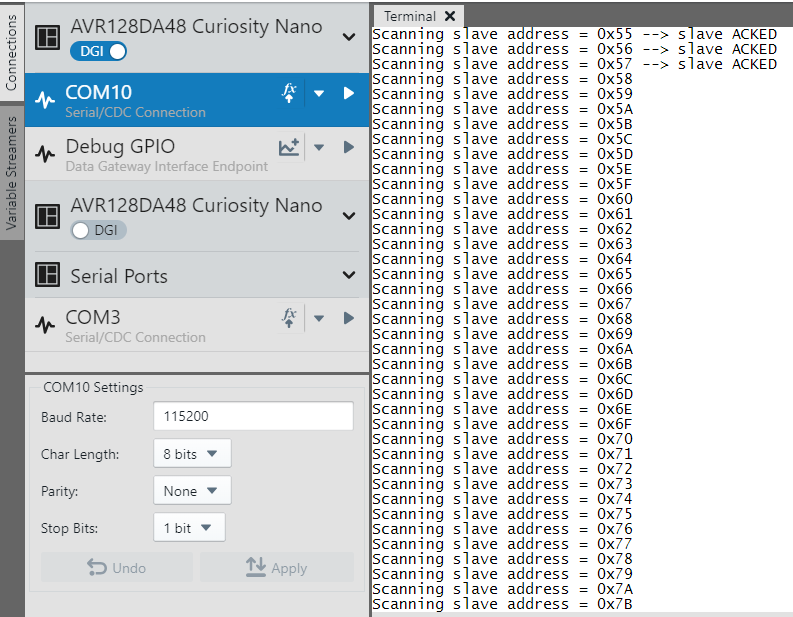 Connections
Variable Streamers
AVR128DA48 Curiosity Nano
DGI
COM10
fx
Serial/CDC Connection
Debug GPIO
Data Gateway Interface Endpoint
AVR128DA48 Curiosity Nano
DGI
Serial Ports
COM3
fx
Serial/CDC Connection
COM10 Settings
Baud Rate: 115200
Char Length: 8 bits
Parity: None
Stop Bits: 1 bit
Undo Apply
Terminal
Scanning slave address = 0x55 --> slave ACKED
Scanning slave address = 0x56 --> slave ACKED
Scanning slave address = 0x57 --> slave ACKED
Scanning slave address = 0x58
Scanning slave address = 0x59
Scanning slave address = 0x5A
Scanning slave address = 0x5B
Scanning slave address = 0x5C
Scanning slave address = 0x5D
Scanning slave address = 0x5E
Scanning slave address = 0x5F
Scanning slave address = 0x60
Scanning slave address = 0x61
Scanning slave address = 0x62
Scanning slave address = 0x63
Scanning slave address = 0x64
Scanning slave address = 0x65
Scanning slave address = 0x66
Scanning slave address = 0x67
Scanning slave address = 0x68
Scanning slave address = 0x69
Scanning slave address = 0x6A
Scanning slave address = 0x6B
Scanning slave address = 0x6C
Scanning slave address = 0x6D
Scanning slave address = 0x6E
Scanning slave address = 0x6F
Scanning slave address = 0x70
Scanning slave address = 0x71
Scanning slave address = 0x72
Scanning slave address = 0x73
Scanning slave address = 0x74
Scanning slave address = 0x75
Scanning slave address = 0x76
Scanning slave address = 0x77
Scanning slave address = 0x78
Scanning slave address = 0x79
Scanning slave address = 0x7A
Scanning slave address = 0x7B